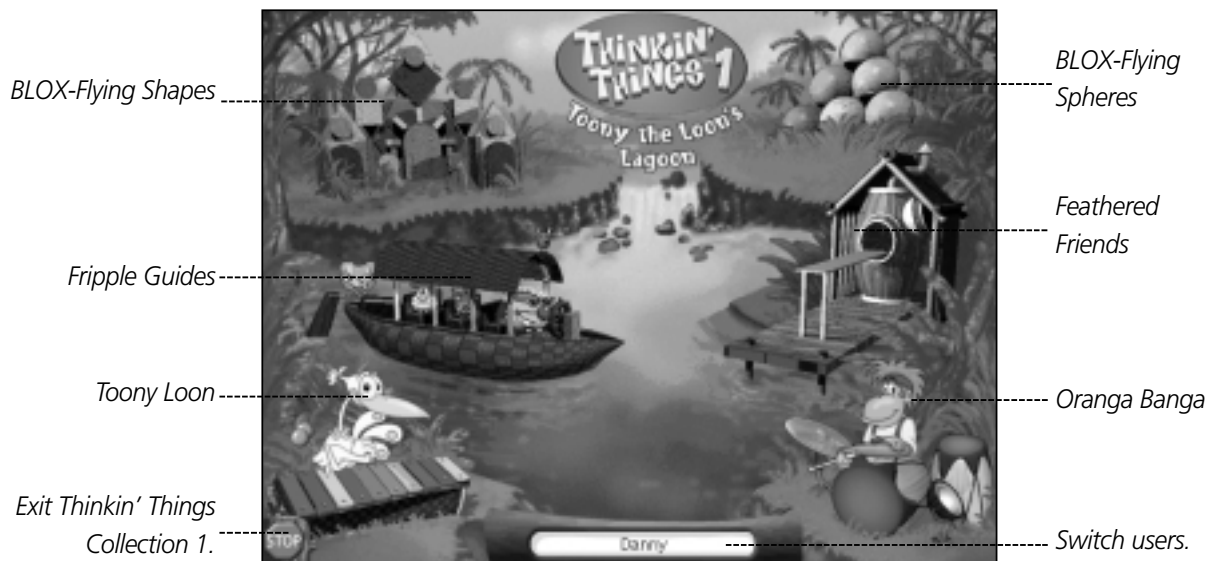 BLOX-Flying Shapes
Fripple Guides
Toony Loon
Exit Thinkin’ Things
Collection 1.
THINKIN’
THINGS 1
Toony the Loon's
Lagoon
STOP
Danny
BLOX-Flying
Spheres
Feathered
Friends
Oranga Banga
Switch users.